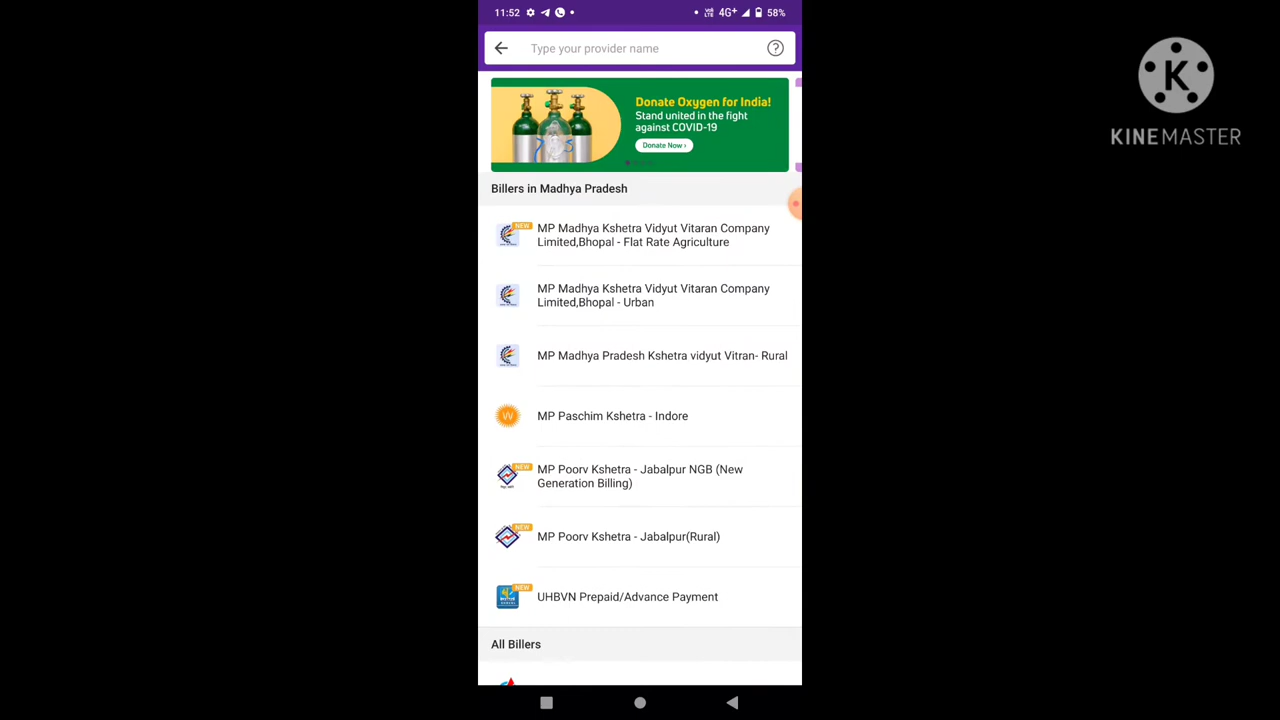 11:52
4G+ 58%
Type your provider name
Donate Oxygen for India!
Stand united in the fight
against COVID-19
Donate Now ›
Billers in Madhya Pradesh
NEW
MP Madhya Kshetra Vidyut Vitaran Company
Limited,Bhopal - Flat Rate Agriculture
MP Madhya Kshetra Vidyut Vitaran Company
Limited,Bhopal - Urban
MP Madhya Pradesh Kshetra vidyut Vitran- Rural
MP Paschim Kshetra - Indore
NEW
MP Poorv Kshetra - Jabalpur NGB (New
Generation Billing)
NEW
MP Poorv Kshetra - Jabalpur(Rural)
NEW
UHBVN Prepaid/Advance Payment
All Billers
K
KINEMASTER